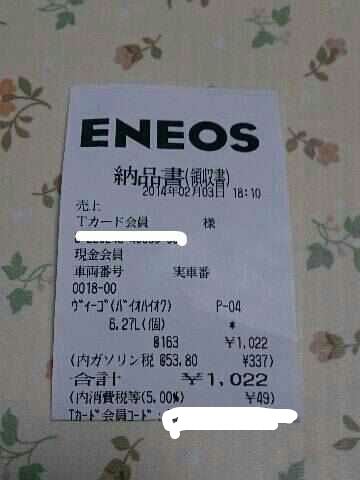 ENEOS
納品書(領収書)
2014年02月03日 18:10
売上
Tカード会員 様
現金会員
車両番号 実車番
0018-00
ヴィーゴ(バイオハイオク) P-04
6.27L(個) *
@163 ¥1,022
(内ガソリン税 @53.80 ¥337)
合計 ¥1,022
(内消費税等(5.00%) ¥49)
Tカード会員コード: